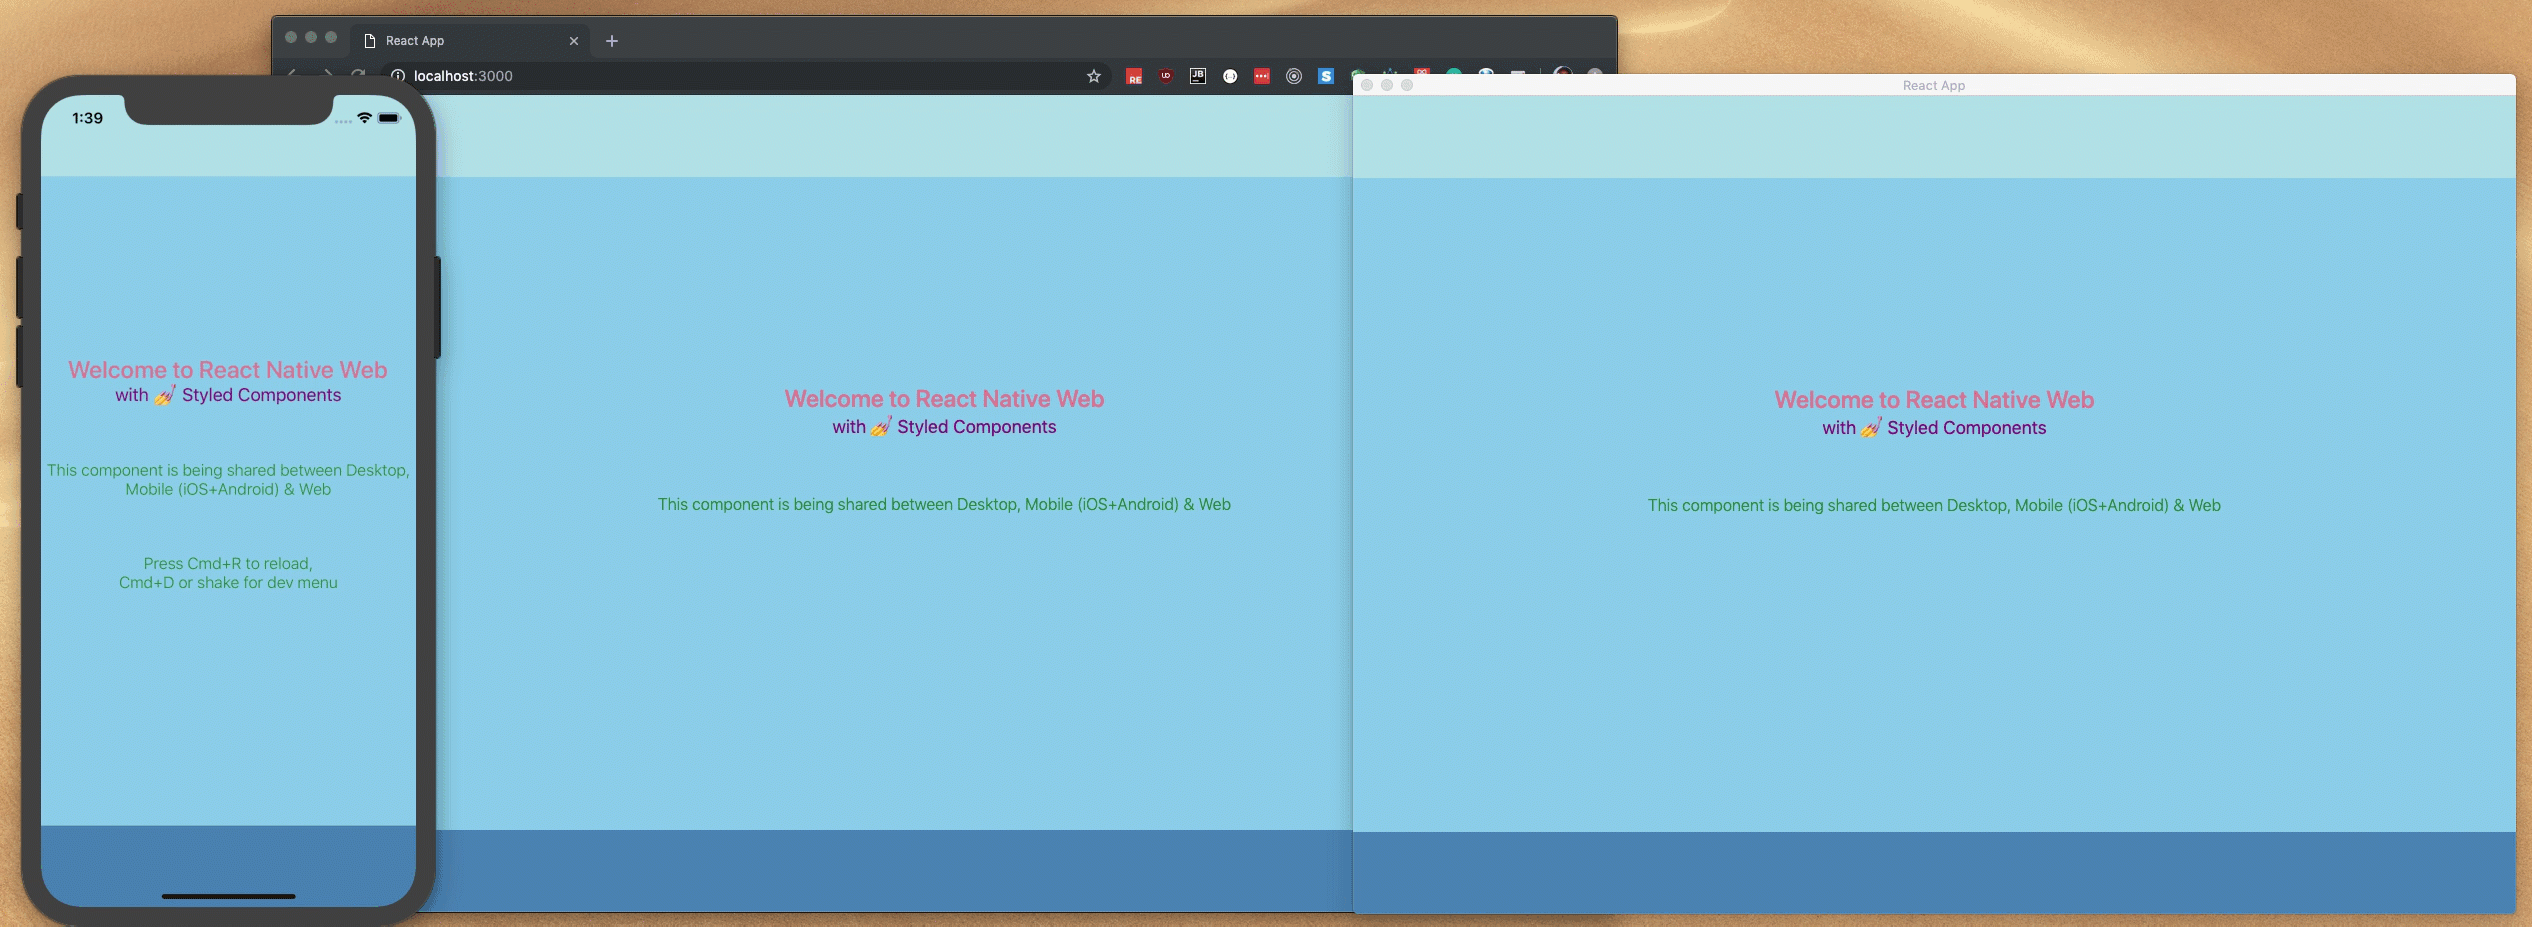 React App
localhost:3000
RE
UD
JB
S
React App
1:39
Welcome to React Native Web
with 💅 Styled Components
This component is being shared between Desktop,
Mobile (iOS+Android) & Web
Press Cmd+R to reload,
Cmd+D or shake for dev menu
Welcome to React Native Web
with 💅 Styled Components
This component is being shared between Desktop, Mobile (iOS+Android) & Web
Welcome to React Native Web
with 💅 Styled Components
This component is being shared between Desktop, Mobile (iOS+Android) & Web